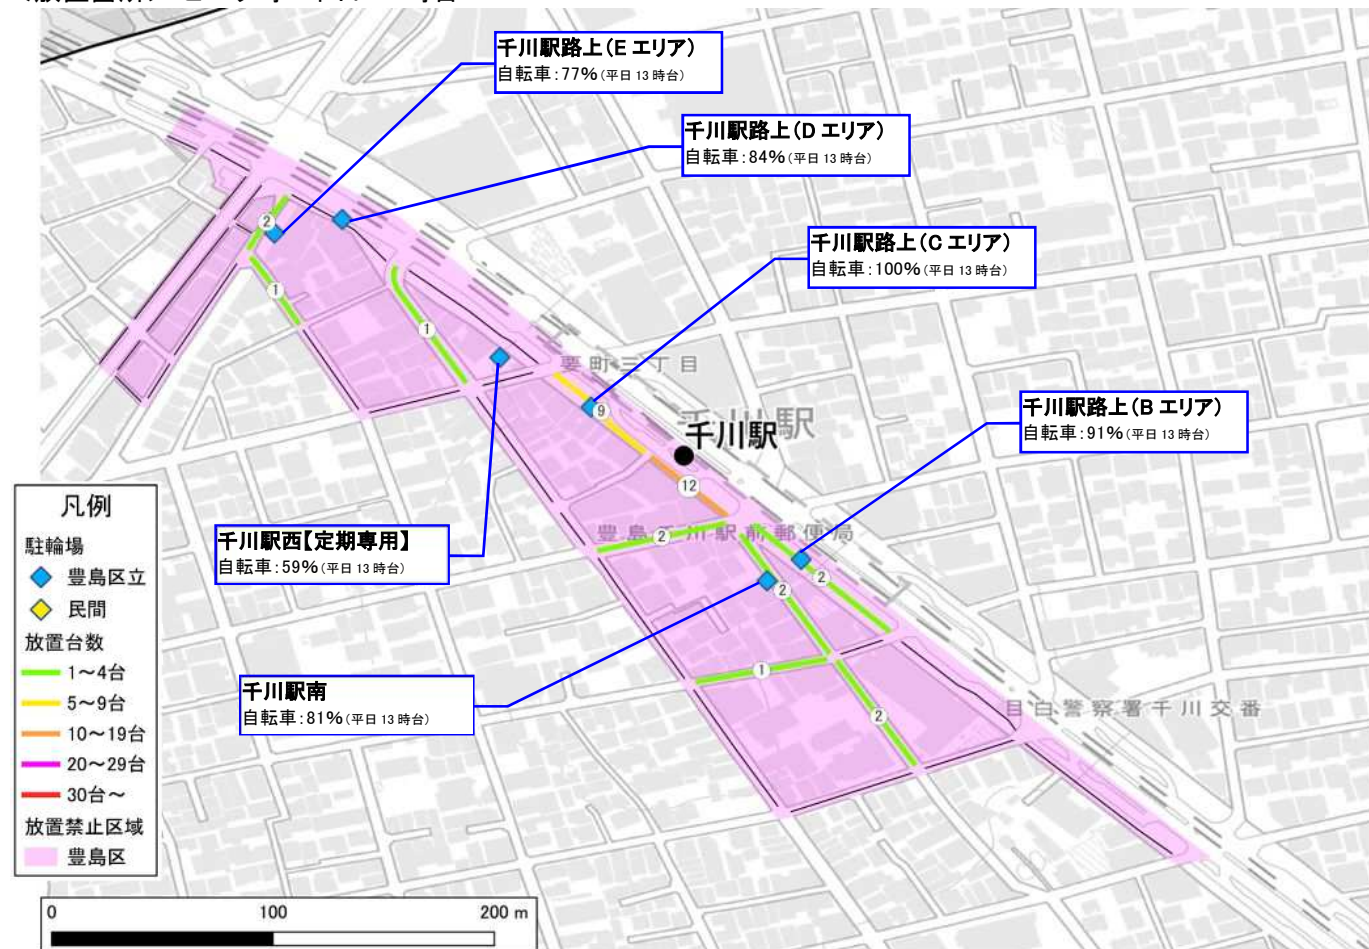 千川駅路上(E エリア)
自転車:77%(平日 13 時台)
千川駅路上(D エリア)
自転車:84%(平日 13 時台)
千川駅路上(C エリア)
自転車:100%(平日 13 時台)
千川駅路上(B エリア)
自転車:91%(平日 13 時台)
千川駅西【定期専用】
自転車:59%(平日 13 時台)
千川駅南
自転車:81%(平日 13 時台)
2
1
1
要町三丁目
9
千川駅
千川駅
12
豊島千川駅前郵便局
2
2
2
1
2
目白警察署千川交番
凡例
駐輪場
豊島区立
民間
放置台数
1~4台
5~9台
10~19台
20~29台
30台~
放置禁止区域
豊島区
0 100 200 m